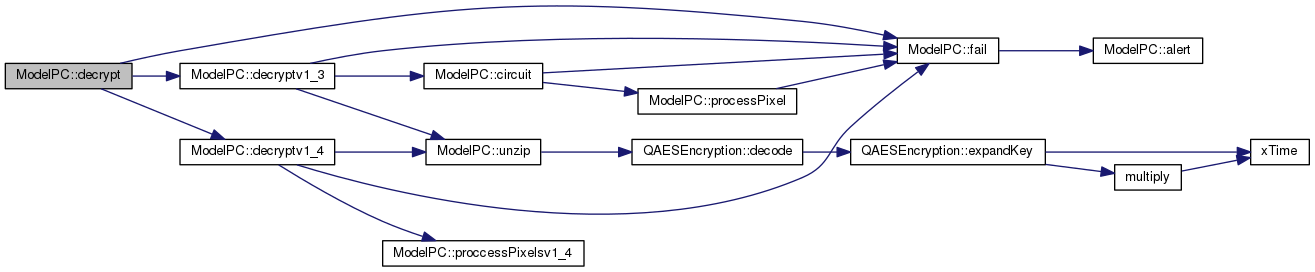 ModelPC::decrypt
ModelPC::decryptv1_3
ModelPC::decryptv1_4
ModelPC::circuit
ModelPC::processPixel
ModelPC::unzip
ModelPC::proccessPixelsv1_4
QAESEncryption::decode
ModelPC::fail
ModelPC::alert
QAESEncryption::expandKey
multiply
xTime